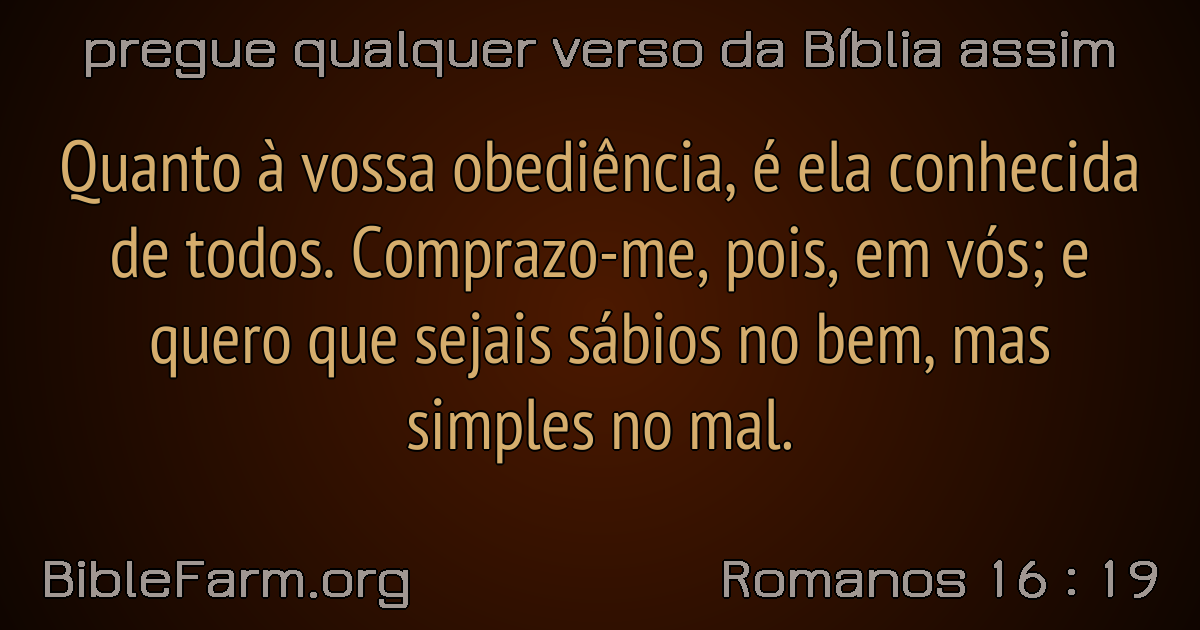 pregue qualquer verso da Bíblia assim
Quanto à vossa obediência, é ela conhecida
de todos. Comprazo-me, pois, em vós; e
quero que sejais sábios no bem, mas
simples no mal.
BibleFarm.org
Romanos 16 : 19